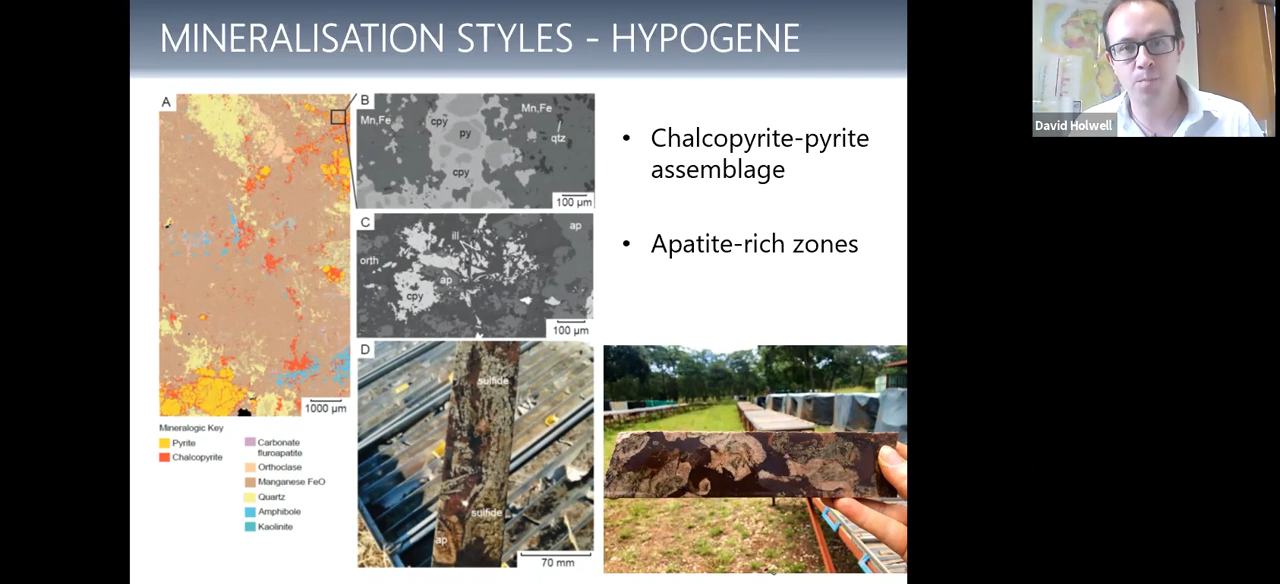 MINERALISATION STYLES - HYPOGENE
David Holwell
A
B
Mn,Fe
cpy
py
Mn,Fe
qtz
cpy
100 µm
C
ill
ap
orth
ap
cpy
100 µm
1000 µm
D
sulfide
sulfide
ap
70 mm
Mineralogic Key
Pyrite
Chalcopyrite
Carbonate
fluroapatite
Orthoclase
Manganese FeO
Quartz
Amphibole
Kaolinite
• Chalcopyrite-pyrite
assemblage
• Apatite-rich zones